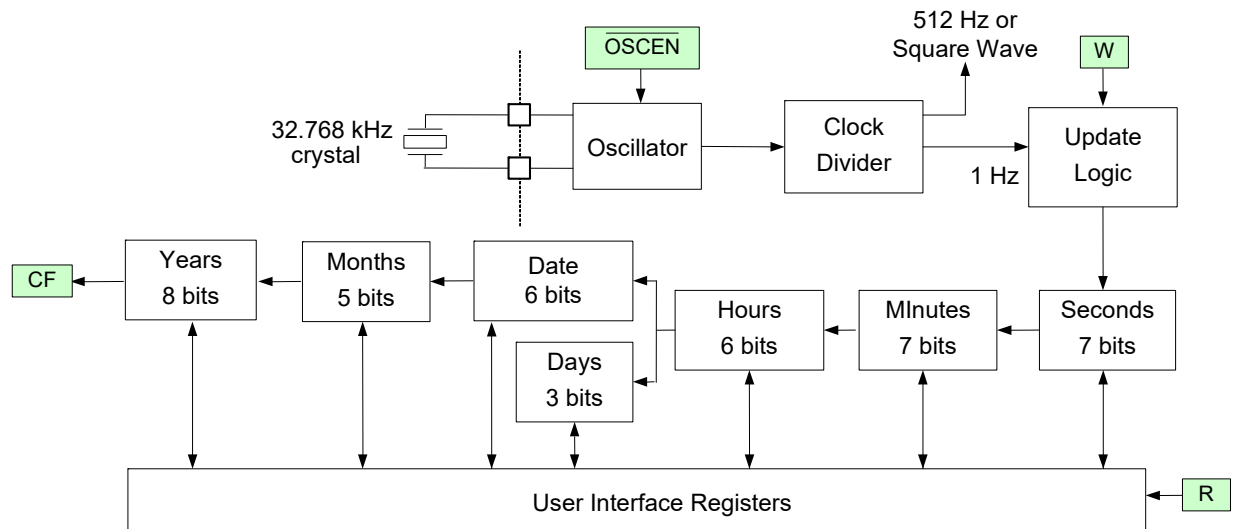 512 Hz or
Square Wave
OSCEN
W
32.768 kHz
crystal
Oscillator
Clock
Divider
1 Hz
Update
Logic
CF
Years
8 bits
Months
5 bits
Date
6 bits
Days
3 bits
Hours
6 bits
MInutes
7 bits
Seconds
7 bits
User Interface Registers
R